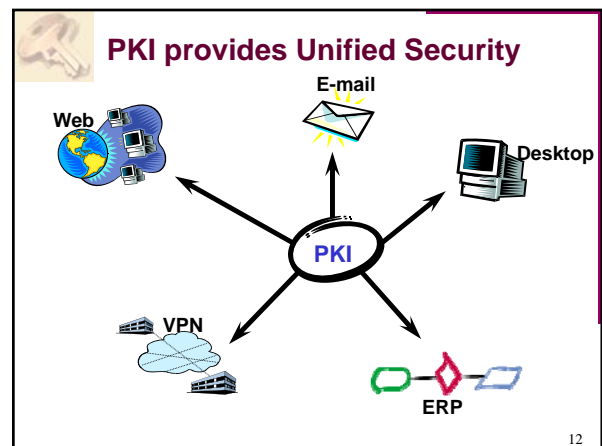 PKI provides Unified Security
E-mail
Web
Desktop
PKI
VPN
ERP
12